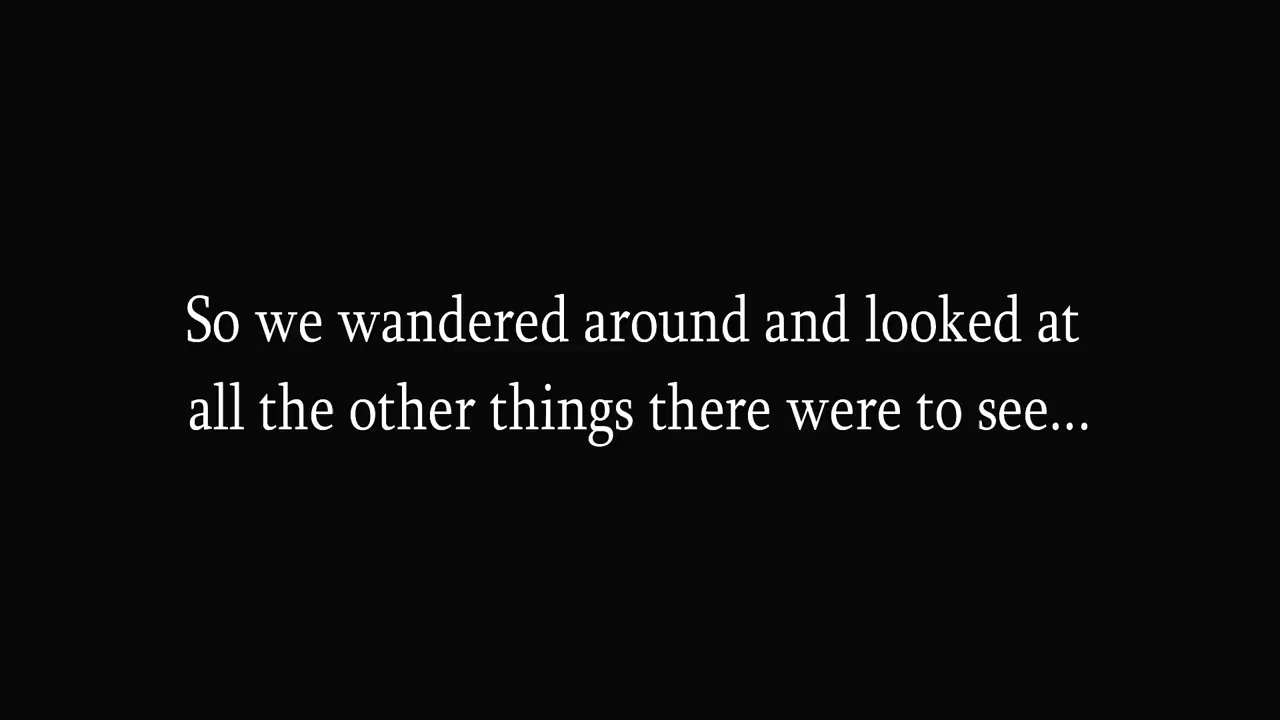 So we wandered around and looked at
all the other things there were to see...